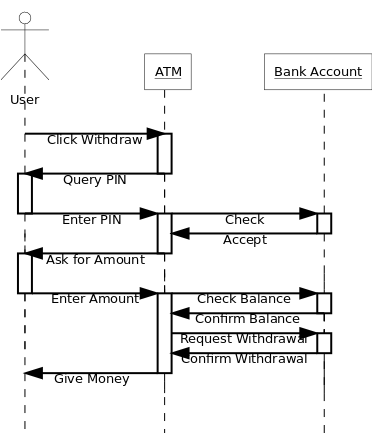 ATM
Bank Account
User
Click Withdraw
Query PIN
Enter PIN
Check
Accept
Ask for Amount
Enter Amount
Check Balance
Confirm Balance
Request Withdrawal
Confirm Withdrawal
Give Money